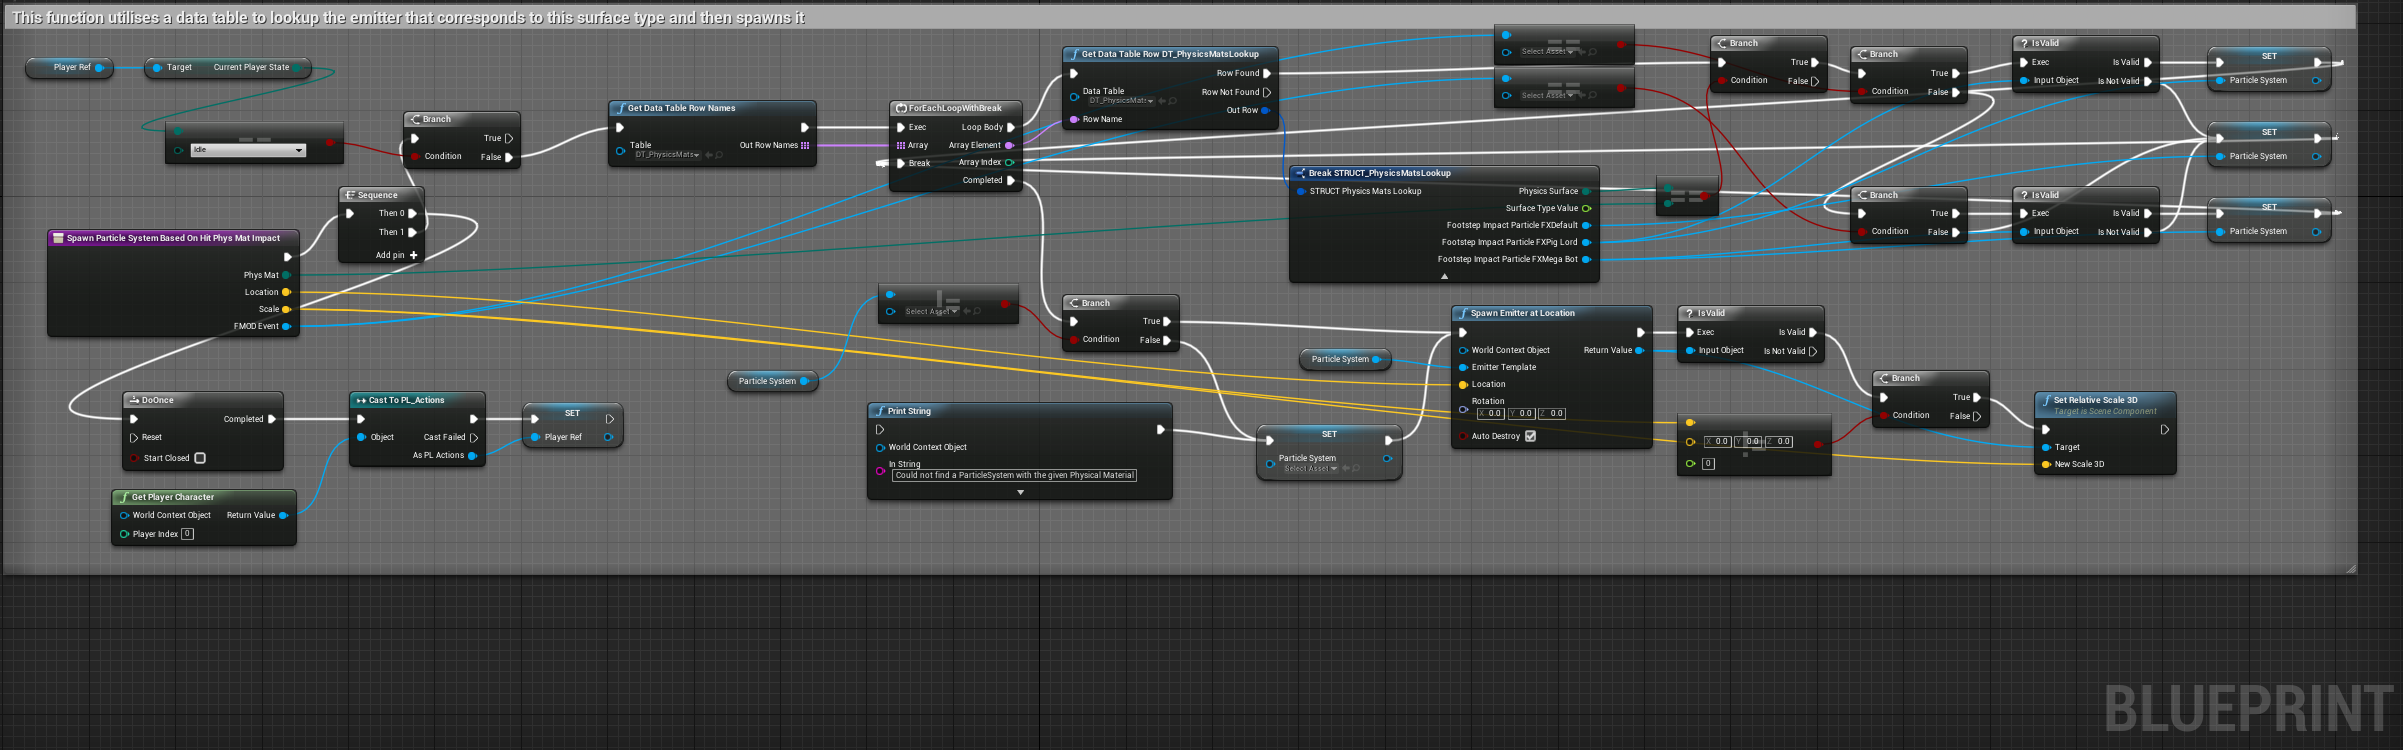 This function utilises a data table to lookup the emitter that corresponds to this surface type and then spawns it
Player Ref
Target Current Player State
==
Idle
Branch
True
Condition False
Sequence
Then 0
Then 1
Add pin +
Spawn Particle System Based On Hit Phys Mat Impact
Phys Mat
Location
Scale
FMOD Event
Get Data Table Row Names
Table
DT_PhysicsMats
Out Row Names
ForEachLoopWithBreak
Exec Loop Body
Array Array Element
Break Array Index
Completed
Get Data Table Row DT_PhysicsMatsLookup
Row Found
Data Table Row Not Found
DT_PhysicsMats
Out Row
Row Name
Break STRUCT_PhysicsMatsLookup
STRUCT Physics Mats Lookup Physics Surface
Surface Type Value
Footstep Impact Particle FXDefault
Footstep Impact Particle FXPig Lord
Footstep Impact Particle FXMega Bot
==
Select Asset
==
Select Asset
==
Branch
True
Condition False
Branch
True
Condition False
IsValid
Exec Is Valid
Input Object Is Not Valid
SET
Particle System
SET
Particle System
Branch
True
Condition False
IsValid
Exec Is Valid
Input Object Is Not Valid
SET
Particle System
DoOnce
Completed
Reset
Start Closed
Cast To PL_Actions
Object Cast Failed
As PL Actions
SET
Player Ref
Get Player Character
World Context Object Return Value
Player Index 0
Particle System
!=
Select Asset
Branch
True
Condition False
Print String
World Context Object
In String
Could not find a ParticleSystem with the given Physical Material
SET
Particle System
Select Asset
Particle System
Spawn Emitter at Location
World Context Object Return Value
Emitter Template
Location
Rotation
X 0.0 Y 0.0 Z 0.0
Auto Destroy
IsValid
Exec Is Valid
Input Object Is Not Valid
X 0.0 Y 0.0 Z 0.0
0
Branch
True
Condition False
Set Relative Scale 3D
Target is Scene Component
Target
New Scale 3D
BLUEPRINT